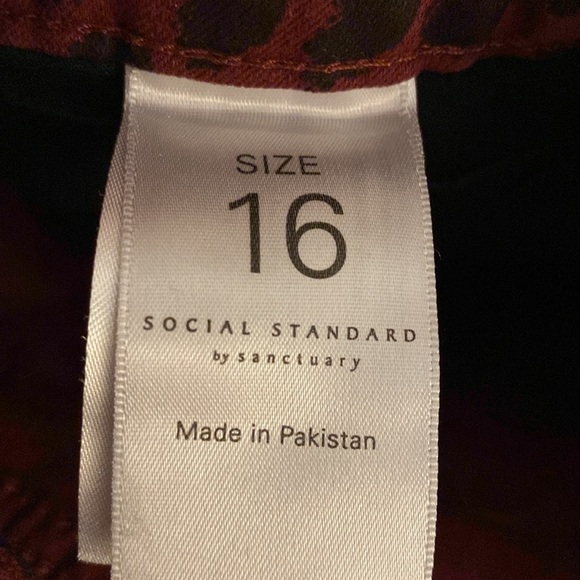 SIZE
16
SOCIAL STANDARD
by sanctuary
Made in Pakistan